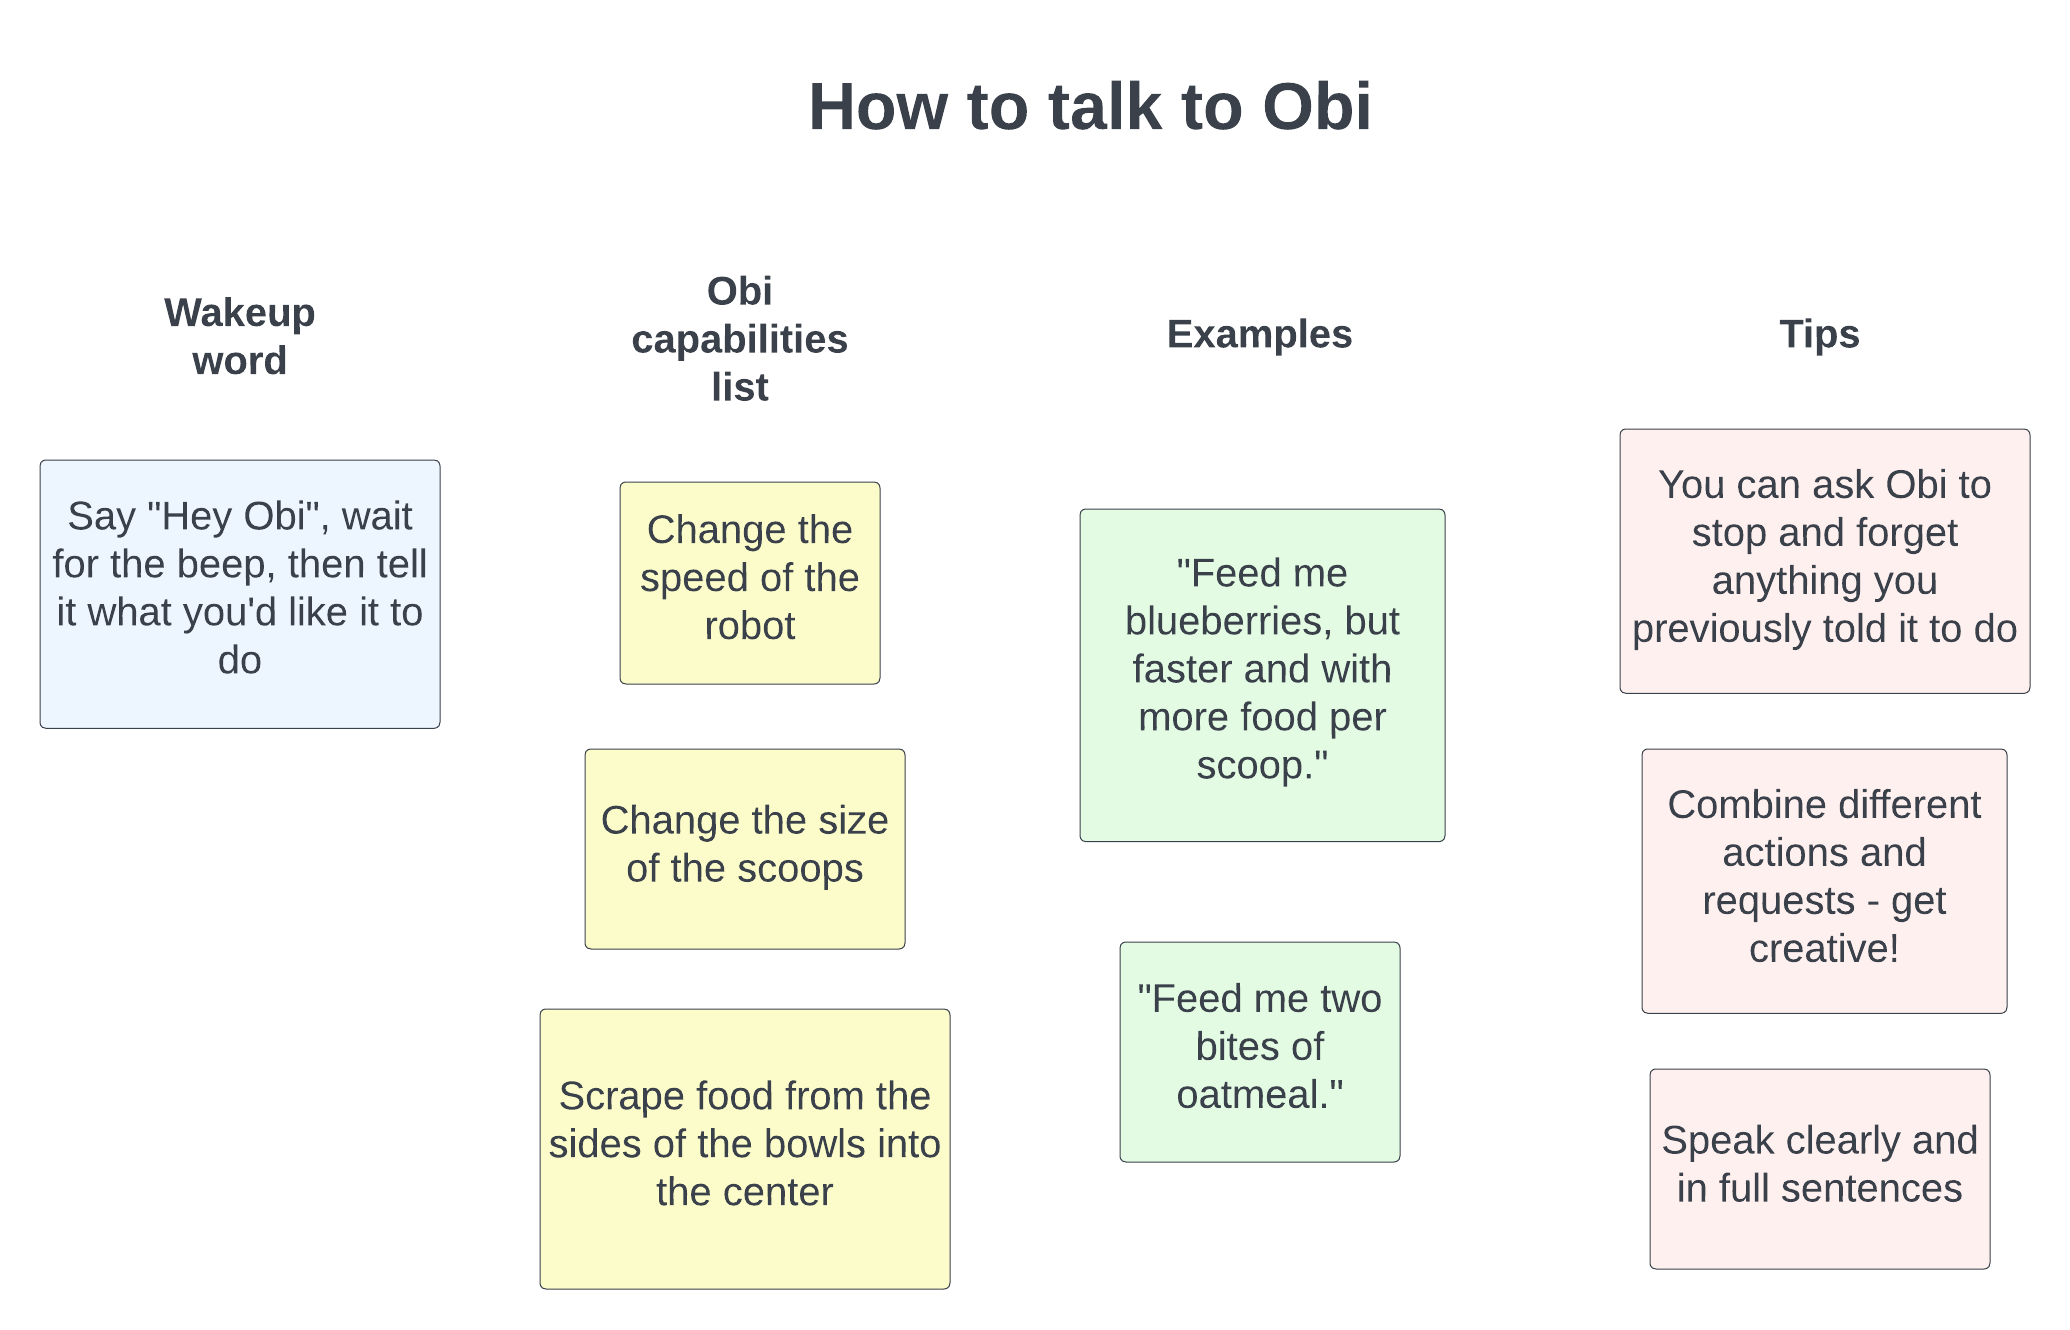 How to talk to Obi
Wakeup
word
Say "Hey Obi", wait
for the beep, then tell
it what you'd like it to
do
Obi
capabilities
list
Change the
speed of the
robot
Change the size
of the scoops
Scrape food from the
sides of the bowls into
the center
Examples
"Feed me
blueberries, but
faster and with
more food per
scoop."
"Feed me two
bites of
oatmeal."
Tips
You can ask Obi to
stop and forget
anything you
previously told it to do
Combine different
actions and
requests - get
creative!
Speak clearly and
in full sentences